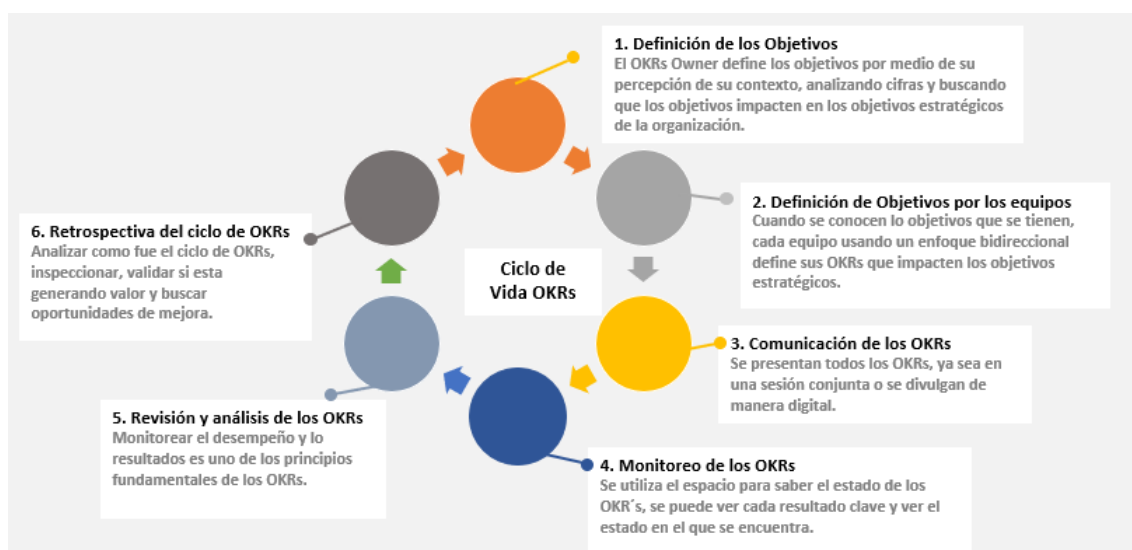 1. Definición de los Objetivos
El OKRs Owner define los objetivos por medio de su
percepción de su contexto, analizando cifras y buscando
que los objetivos impacten en los objetivos estratégicos
de la organización.
2. Definición de Objetivos por los equipos
Cuando se conocen lo objetivos que se tienen,
cada equipo usando un enfoque bidireccional
define sus OKRs que impacten los objetivos
estratégicos.
3. Comunicación de los OKRs
Se presentan todos los OKRs, ya sea en
una sesión conjunta o se divulgan de
manera digital.
4. Monitoreo de los OKRs
Se utiliza el espacio para saber el estado de los
OKR´s, se puede ver cada resultado clave y ver el
estado en el que se encuentra.
5. Revisión y análisis de los OKRs
Monitorear el desempeño y lo
resultados es uno de los principios
fundamentales de los OKRs.
6. Retrospectiva del ciclo de OKRs
Analizar como fue el ciclo de OKRs,
inspeccionar, validar si esta
generando valor y buscar
oportunidades de mejora.
Ciclo de
Vida OKRs